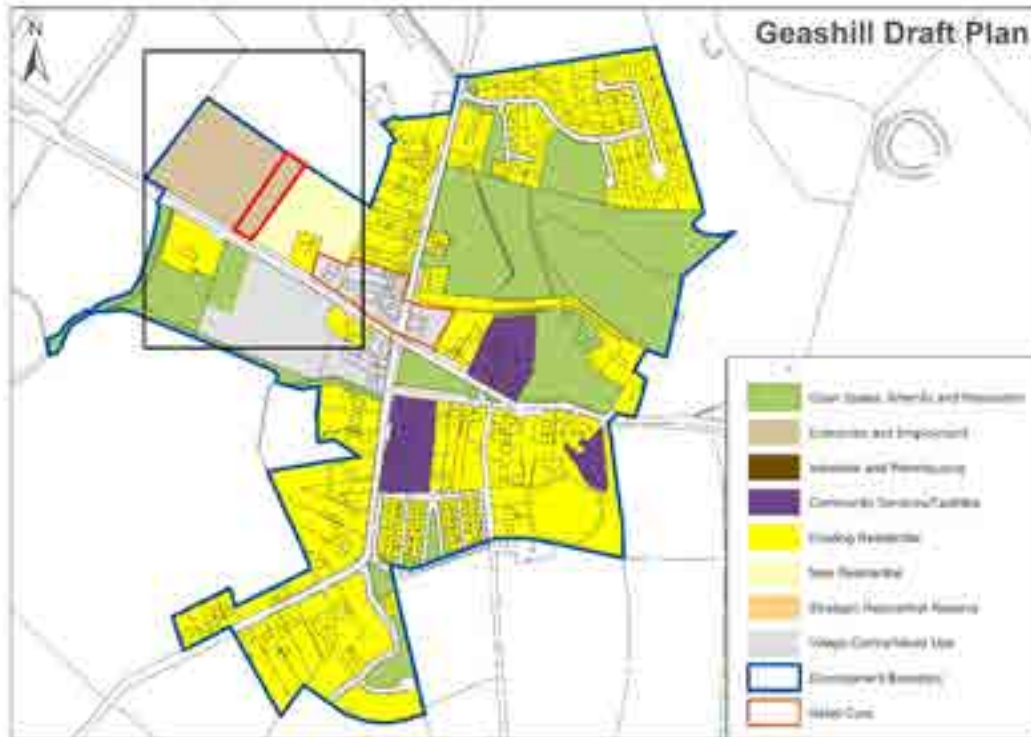 N
Geashill Draft Plan
Open Space, Amenity and Recreation
Enterprise and Employment
Industrial and Warehousing
Community Services/Facilities
Existing Residential
New Residential
Strategic Residential Reserve
Village Centre/Mixed Use
Development Boundary
Retail Core